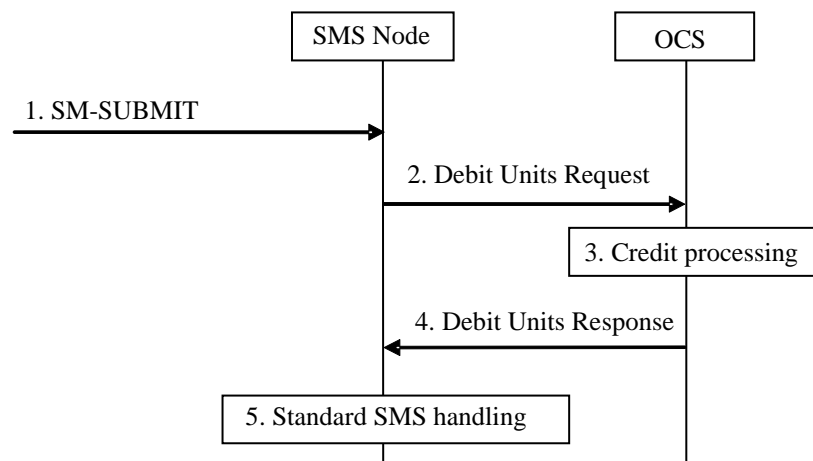 SMS Node
OCS
1. SM-SUBMIT
2. Debit Units Request
3. Credit processing
4. Debit Units Response
5. Standard SMS handling